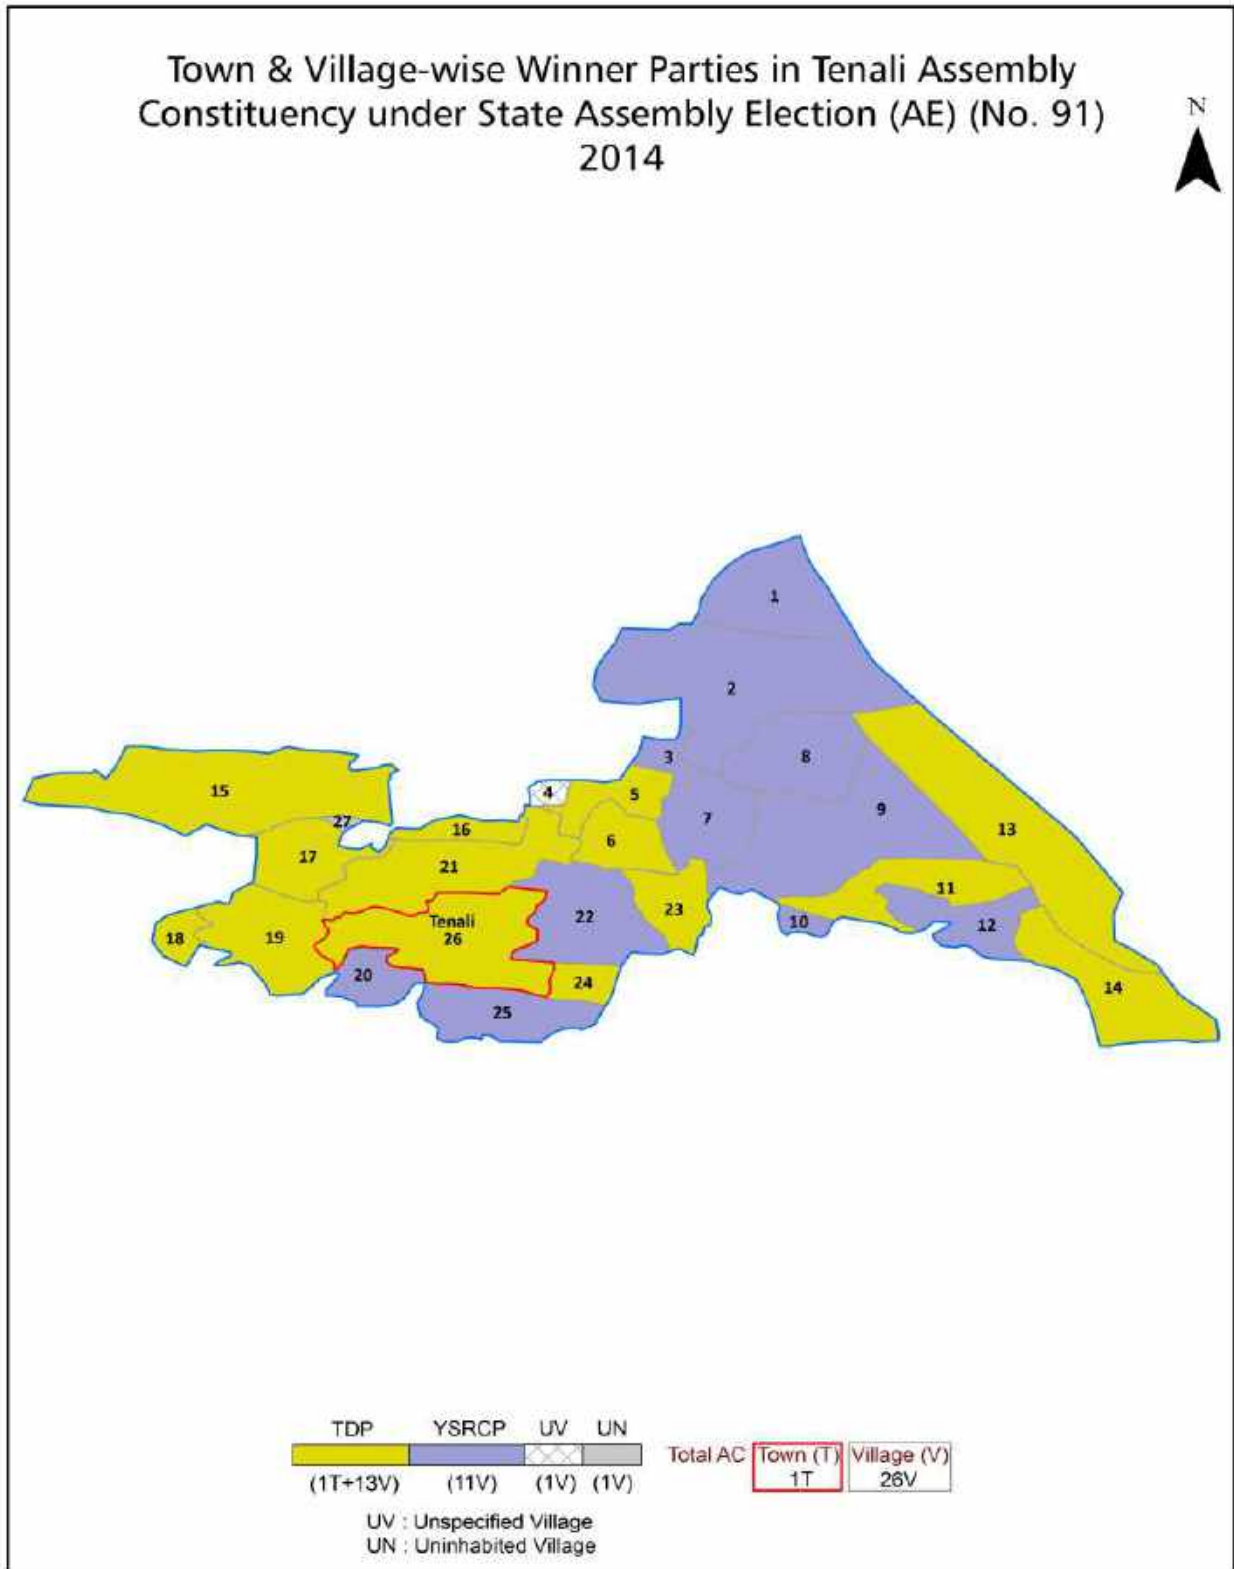 Town & Village-wise Winner Parties in Tenali Assembly
Constituency under State Assembly Election (AE) (No. 91)
2014
N
1
2
3
8
4
5
15
9
7
27
16
13
6
17
21
11
23
22
Tenali
10
12
18
19
26
20
24
14
25
TDP YSRCP UV UN
(1T+13V) (11V) (1V) (1V)
Total AC Town (T) Village (V)
1T 26V
UV : Unspecified Village
UN : Uninhabited Village